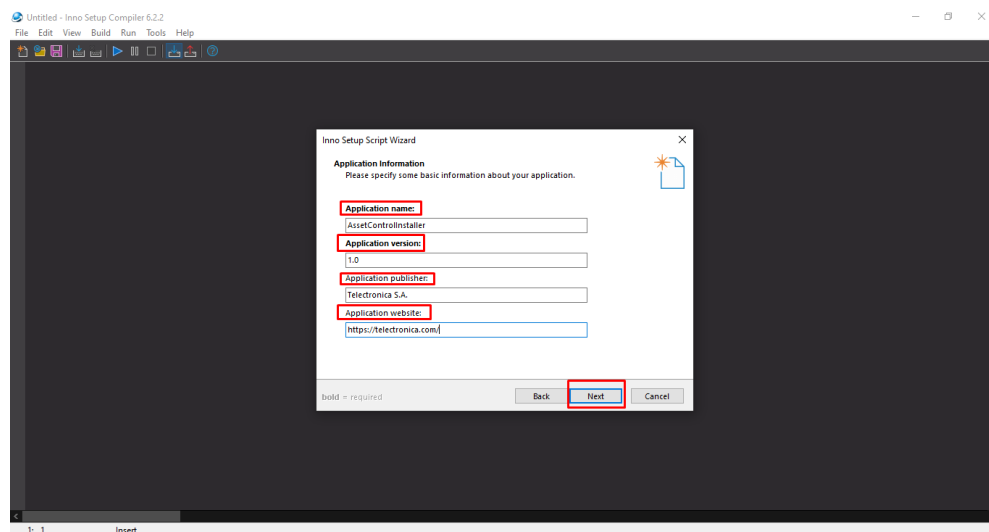 Untitled - Inno Setup Compiler 6.2.2
File Edit View Build Run Tools Help
Inno Setup Script Wizard
Application Information
Please specify some basic information about your application.
Application name:
AssetControlInstaller
Application version:
1.0
Application publisher:
Telectronica S.A.
Application website:
https://telectronica.com/
bold = required
Back Next Cancel
1: 1 Insert